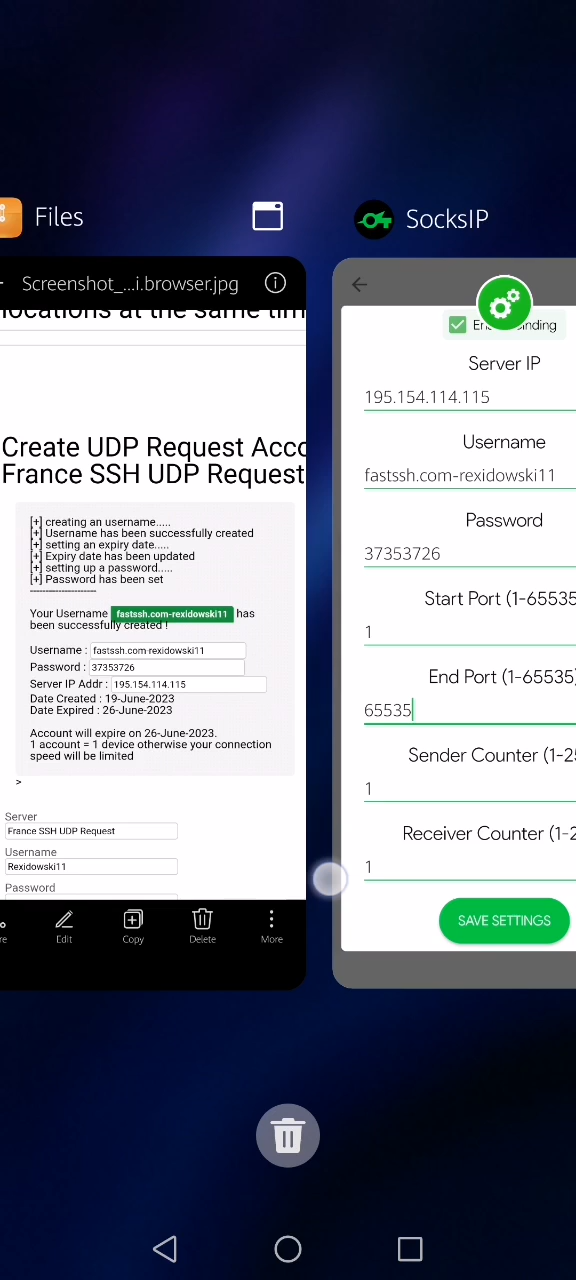 Files
Screenshot_...i.browser.jpg
locations at the same tim
Create UDP Request Acco
France SSH UDP Request
[+] creating an username.....
[+] Username has been successfully created
[+] setting an expiry date.....
[+] Expiry date has been updated
[+] setting up a password.....
[+] Password has been set
----------------------
Your Username fastssh.com-rexidowski11 has
been successfully created !
Username : fastssh.com-rexidowski11
Password : 37353726
Server IP Addr : 195.154.114.115
Date Created : 19-June-2023
Date Expired : 26-June-2023
Account will expire on 26-June-2023.
1 account = 1 device otherwise your connection
speed will be limited
>
Server
France SSH UDP Request
Username
Rexidowski11
Password
re
Edit
Copy
Delete
More
SocksIP
En
nding
Server IP
195.154.114.115
Username
fastssh.com-rexidowski11
Password
37353726
Start Port (1-65535
1
End Port (1-65535)
65535
Sender Counter (1-25
1
Receiver Counter (1-2
1
SAVE SETTINGS